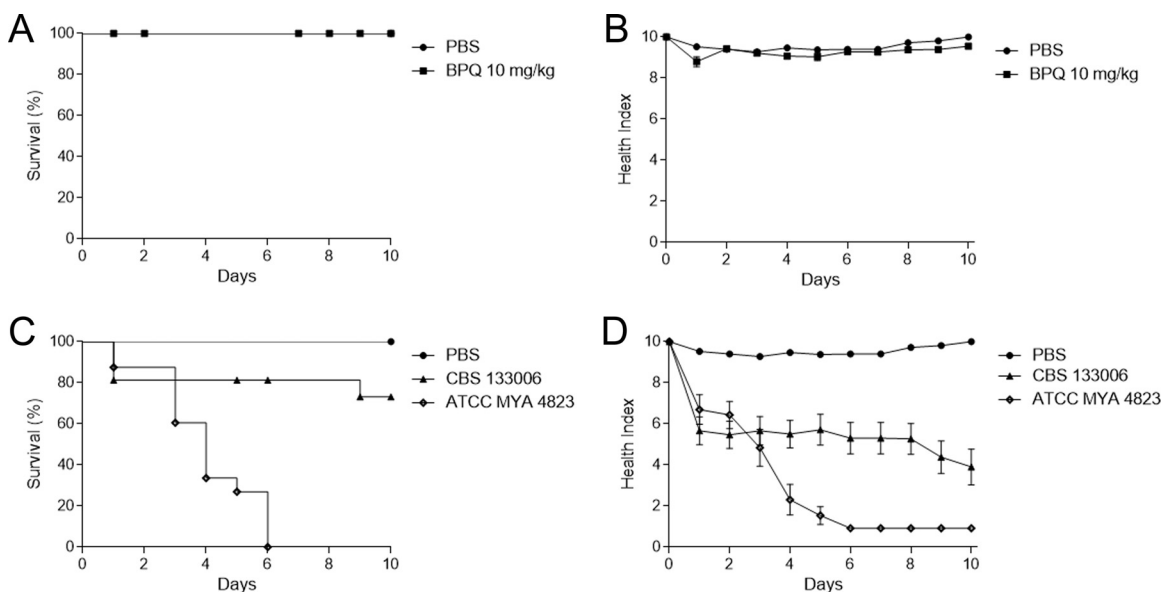 A
Survival (%)
100
80
60
40
20
0
0 2 4 6 8 10
Days
PBS
BPQ 10 mg/kg
B
Health Index
10
8
6
4
2
0
0 2 4 6 8 10
Days
PBS
BPQ 10 mg/kg
C
Survival (%)
100
80
60
40
20
0
0 2 4 6 8 10
Days
PBS
CBS 133006
ATCC MYA 4823
D
Health Index
10
8
6
4
2
0
0 2 4 6 8 10
Days
PBS
CBS 133006
ATCC MYA 4823